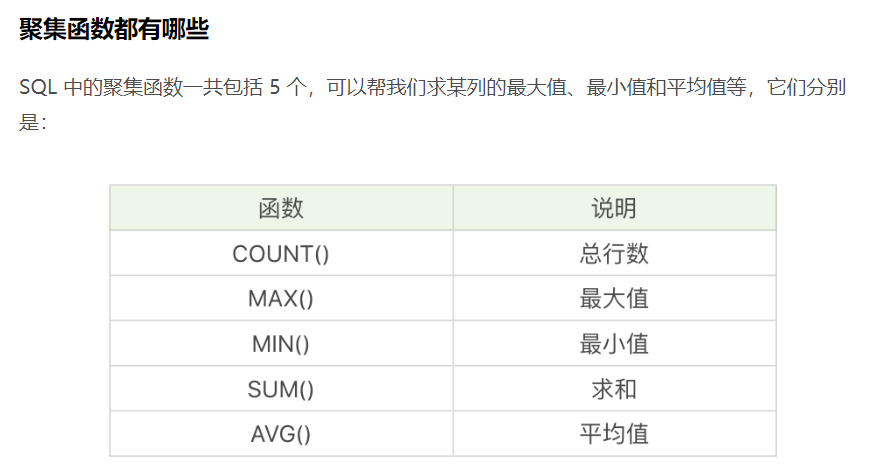 聚集函数都有哪些
SQL 中的聚集函数一共包括 5 个，可以帮我们求某列的最大值、最小值和平均值等，它们分别
是：
函数 说明
COUNT() 总行数
MAX() 最大值
MIN() 最小值
SUM() 求和
AVG() 平均值